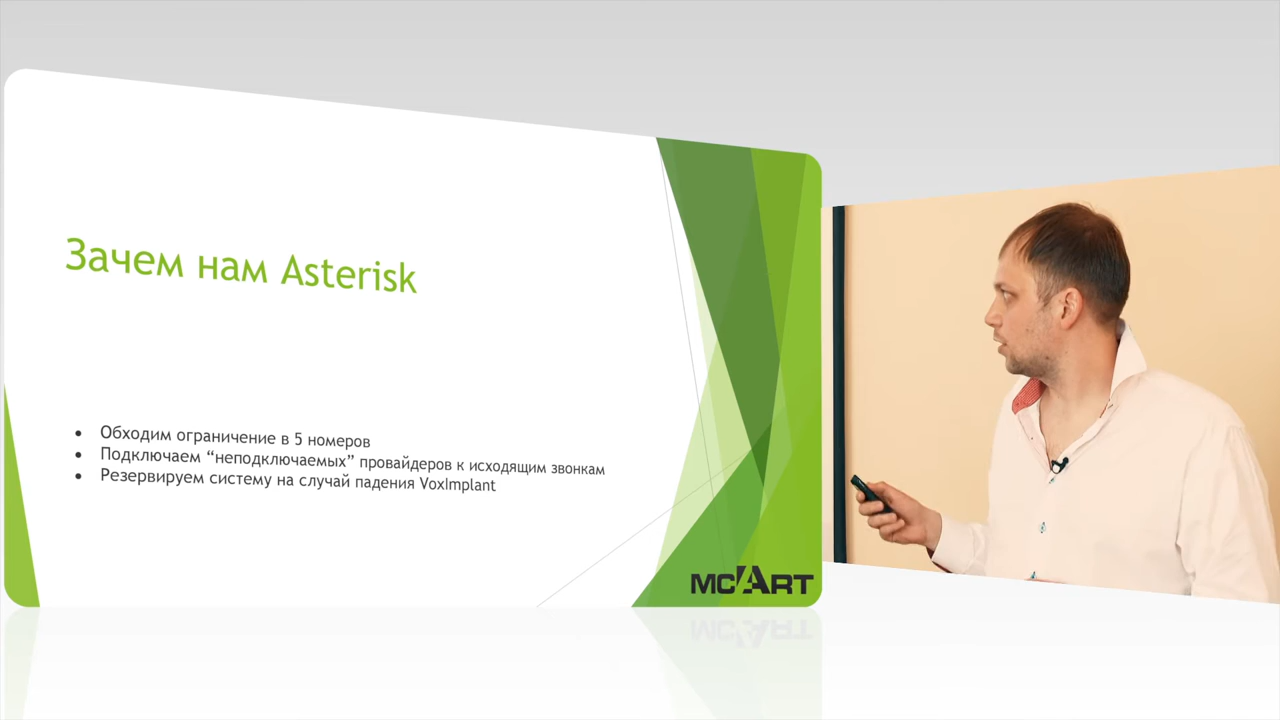 Зачем нам Asterisk
Обходим ограничение в 5 номеров
Подключаем “неподключаемых” провайдеров к исходящим звонкам
Резервируем систему на случай падения VoxImplant
MCART